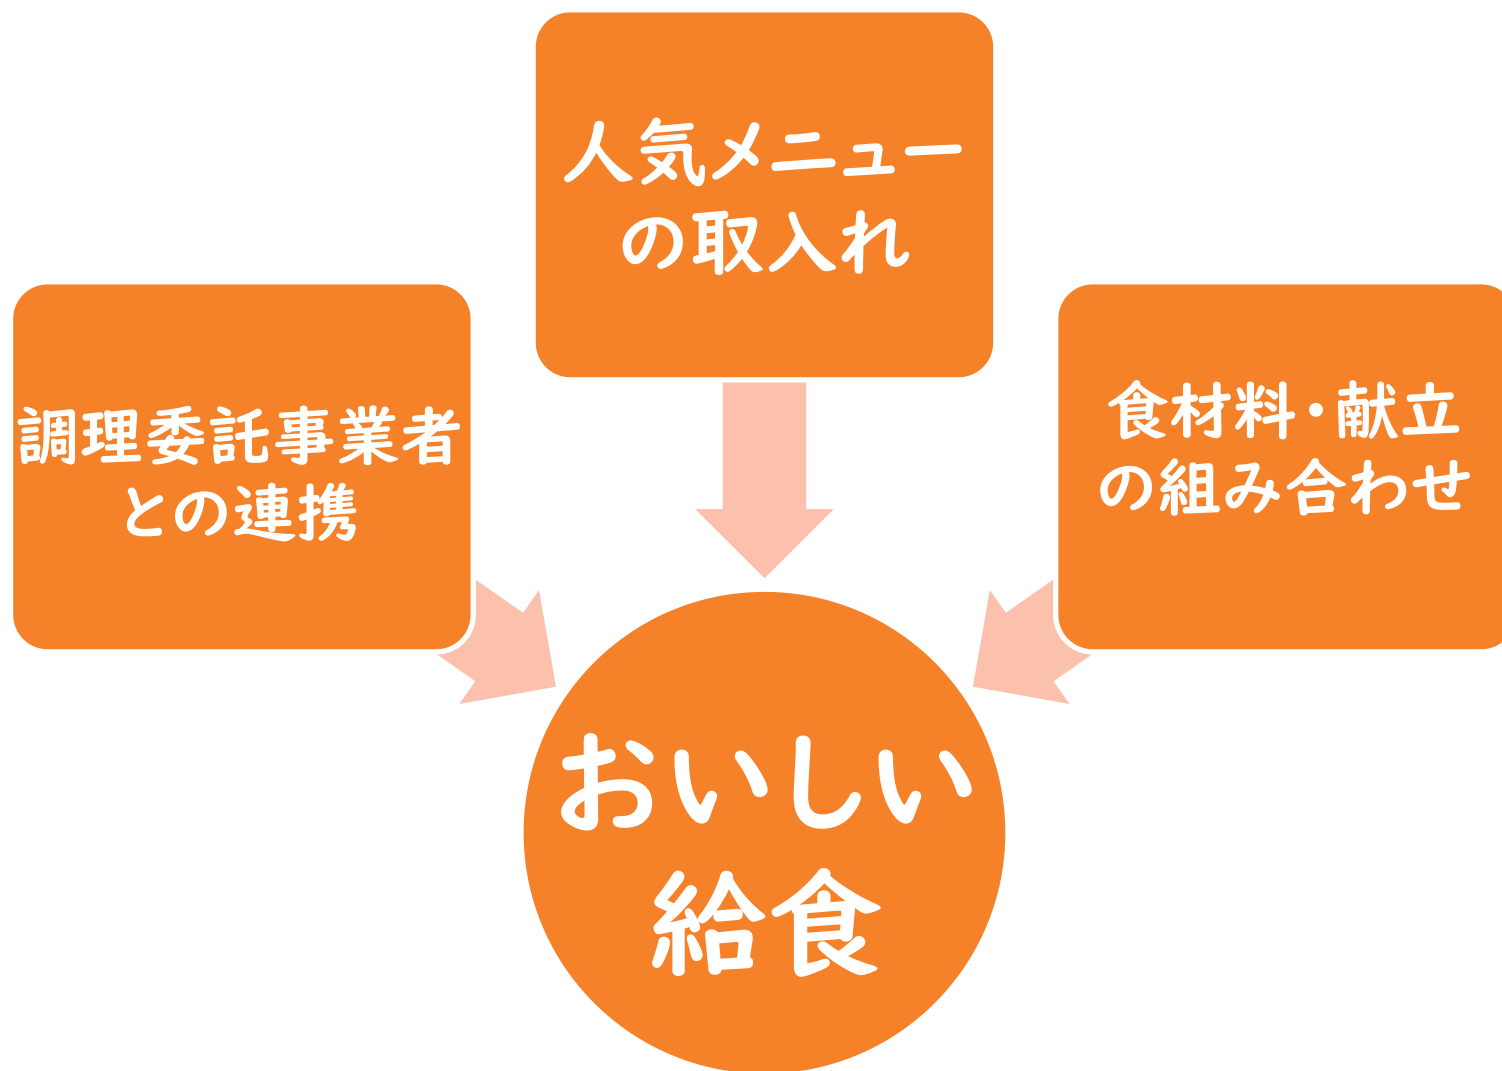 人気メニュー
の取入れ
調理委託事業者
との連携
食材料・献立
の組み合わせ
おいしい
給食